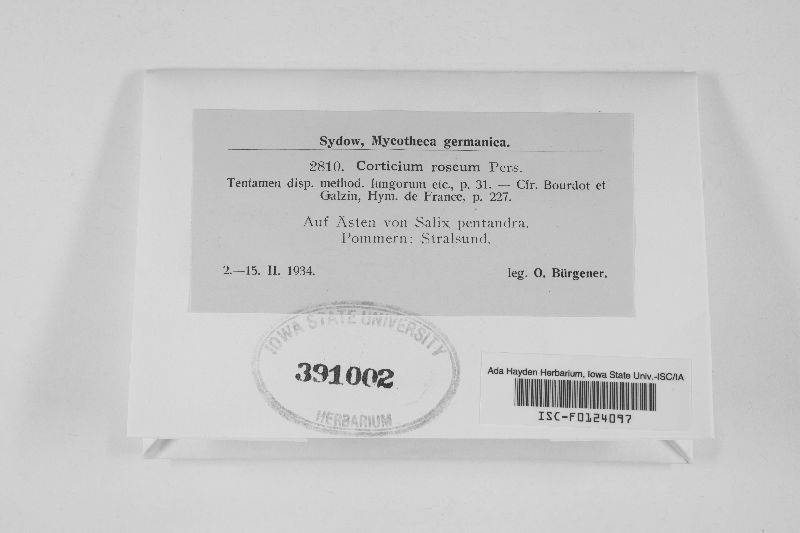 Sydow, Mycotheca germanica.
2810. Corticium roseum Pers.
Tentamen disp. method. fungorum etc., p. 31. — Cfr. Bourdot et
Galzin, Hym. de France, p. 227.
Auf Ästen von Salix pentandra.
Pommern: Stralsund.
2.—15. II. 1934. leg. O. Bürgener.
IOWA STATE UNIVERSITY
391002
HERBARIUM
Ada Hayden Herbarium, Iowa State Univ.-ISC/IA
ISC-F0124097